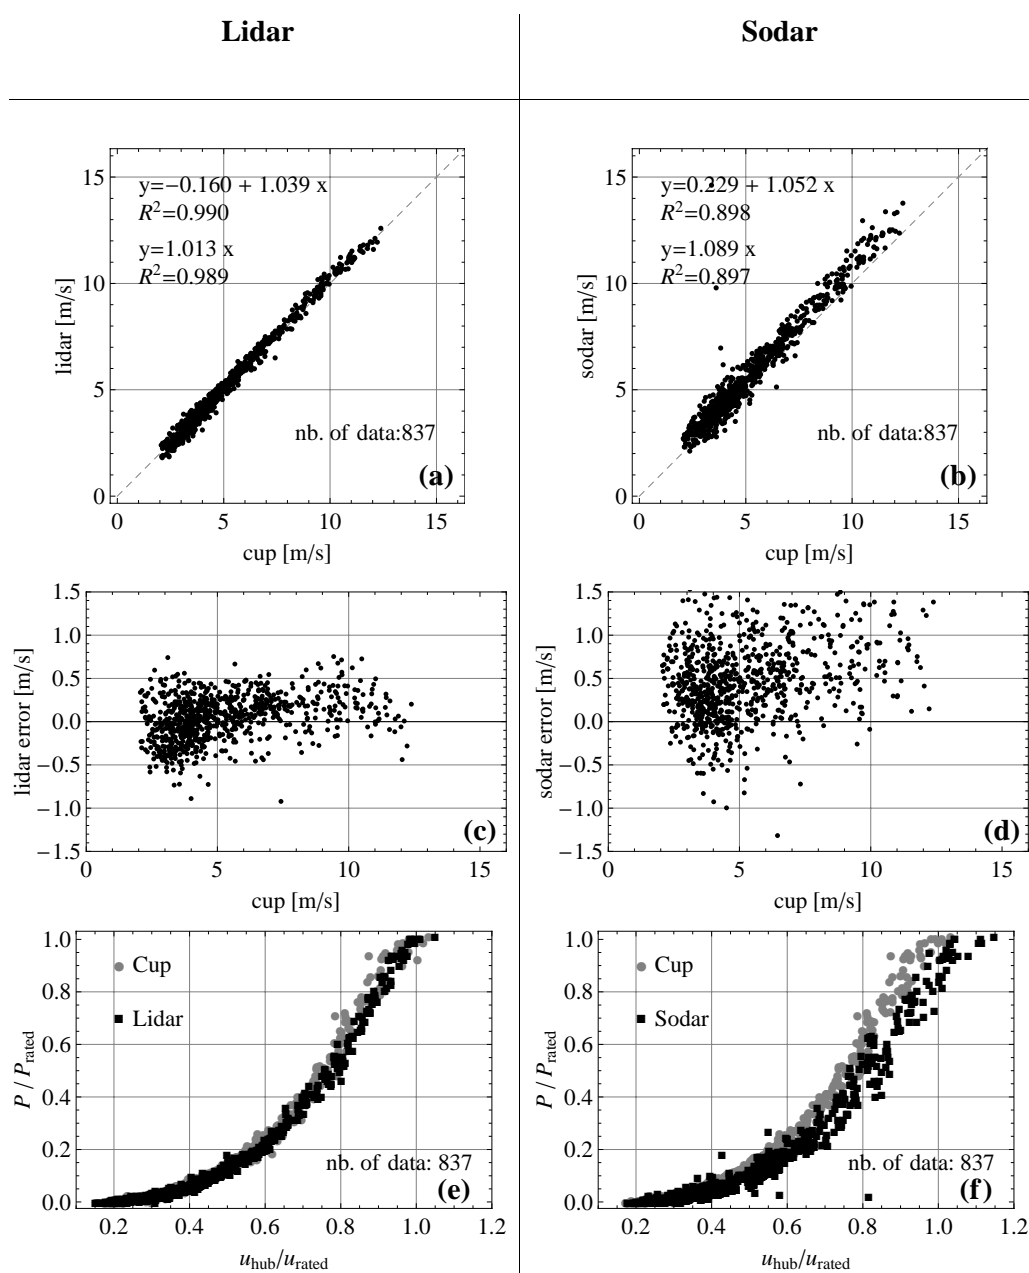 Lidar
Sodar
y=−0.160 + 1.039 x
R²=0.990
y=1.013 x
R²=0.989
nb. of data:837
(a)
15
10
5
0
lidar [m/s]
0 5 10 15
cup [m/s]
y=0.229 + 1.052 x
R²=0.898
y=1.089 x
R²=0.897
nb. of data:837
(b)
15
10
5
0
sodar [m/s]
0 5 10 15
cup [m/s]
1.5
1.0
0.5
0.0
−0.5
−1.0
−1.5
lidar error [m/s]
(c)
0 5 10 15
cup [m/s]
1.5
1.0
0.5
0.0
−0.5
−1.0
−1.5
sodar error [m/s]
(d)
0 5 10 15
cup [m/s]
1.0
0.8
0.6
0.4
0.2
0.0
P / Prated
Cup
Lidar
nb. of data: 837
(e)
0.2 0.4 0.6 0.8 1.0 1.2
uhub/urated
1.0
0.8
0.6
0.4
0.2
0.0
P / Prated
Cup
Sodar
nb. of data: 837
(f)
0.2 0.4 0.6 0.8 1.0 1.2
uhub/urated